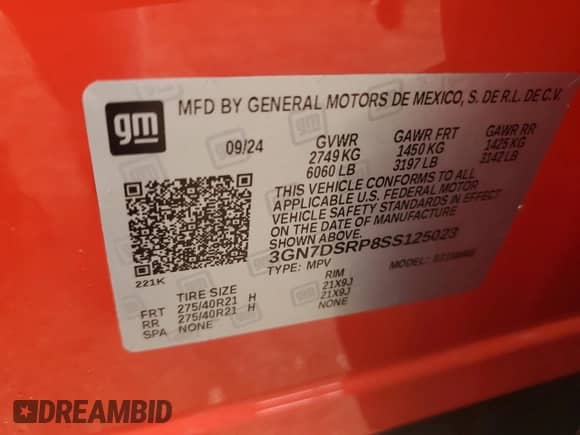 gm
MFD BY GENERAL MOTORS DE MEXICO, S. DE R.L. DE C.V.
09/24
GVWR GAWR FRT GAWR RR
2749 KG 1450 KG 1425 KG
6060 LB 3197 LB 3142 LB
THIS VEHICLE CONFORMS TO ALL
APPLICABLE U.S. FEDERAL MOTOR
VEHICLE SAFETY STANDARDS IN EFFECT
ON THE DATE OF MANUFACTURE
SHOWN ABOVE.
3GN7DSRP8SS125023
TYPE: MPV MODEL:
221K
TIRE SIZE RIM
FRT 275/40R21 H 21X9J
RR 275/40R21 H 21X9J
SPA NONE NONE
DREAMBID